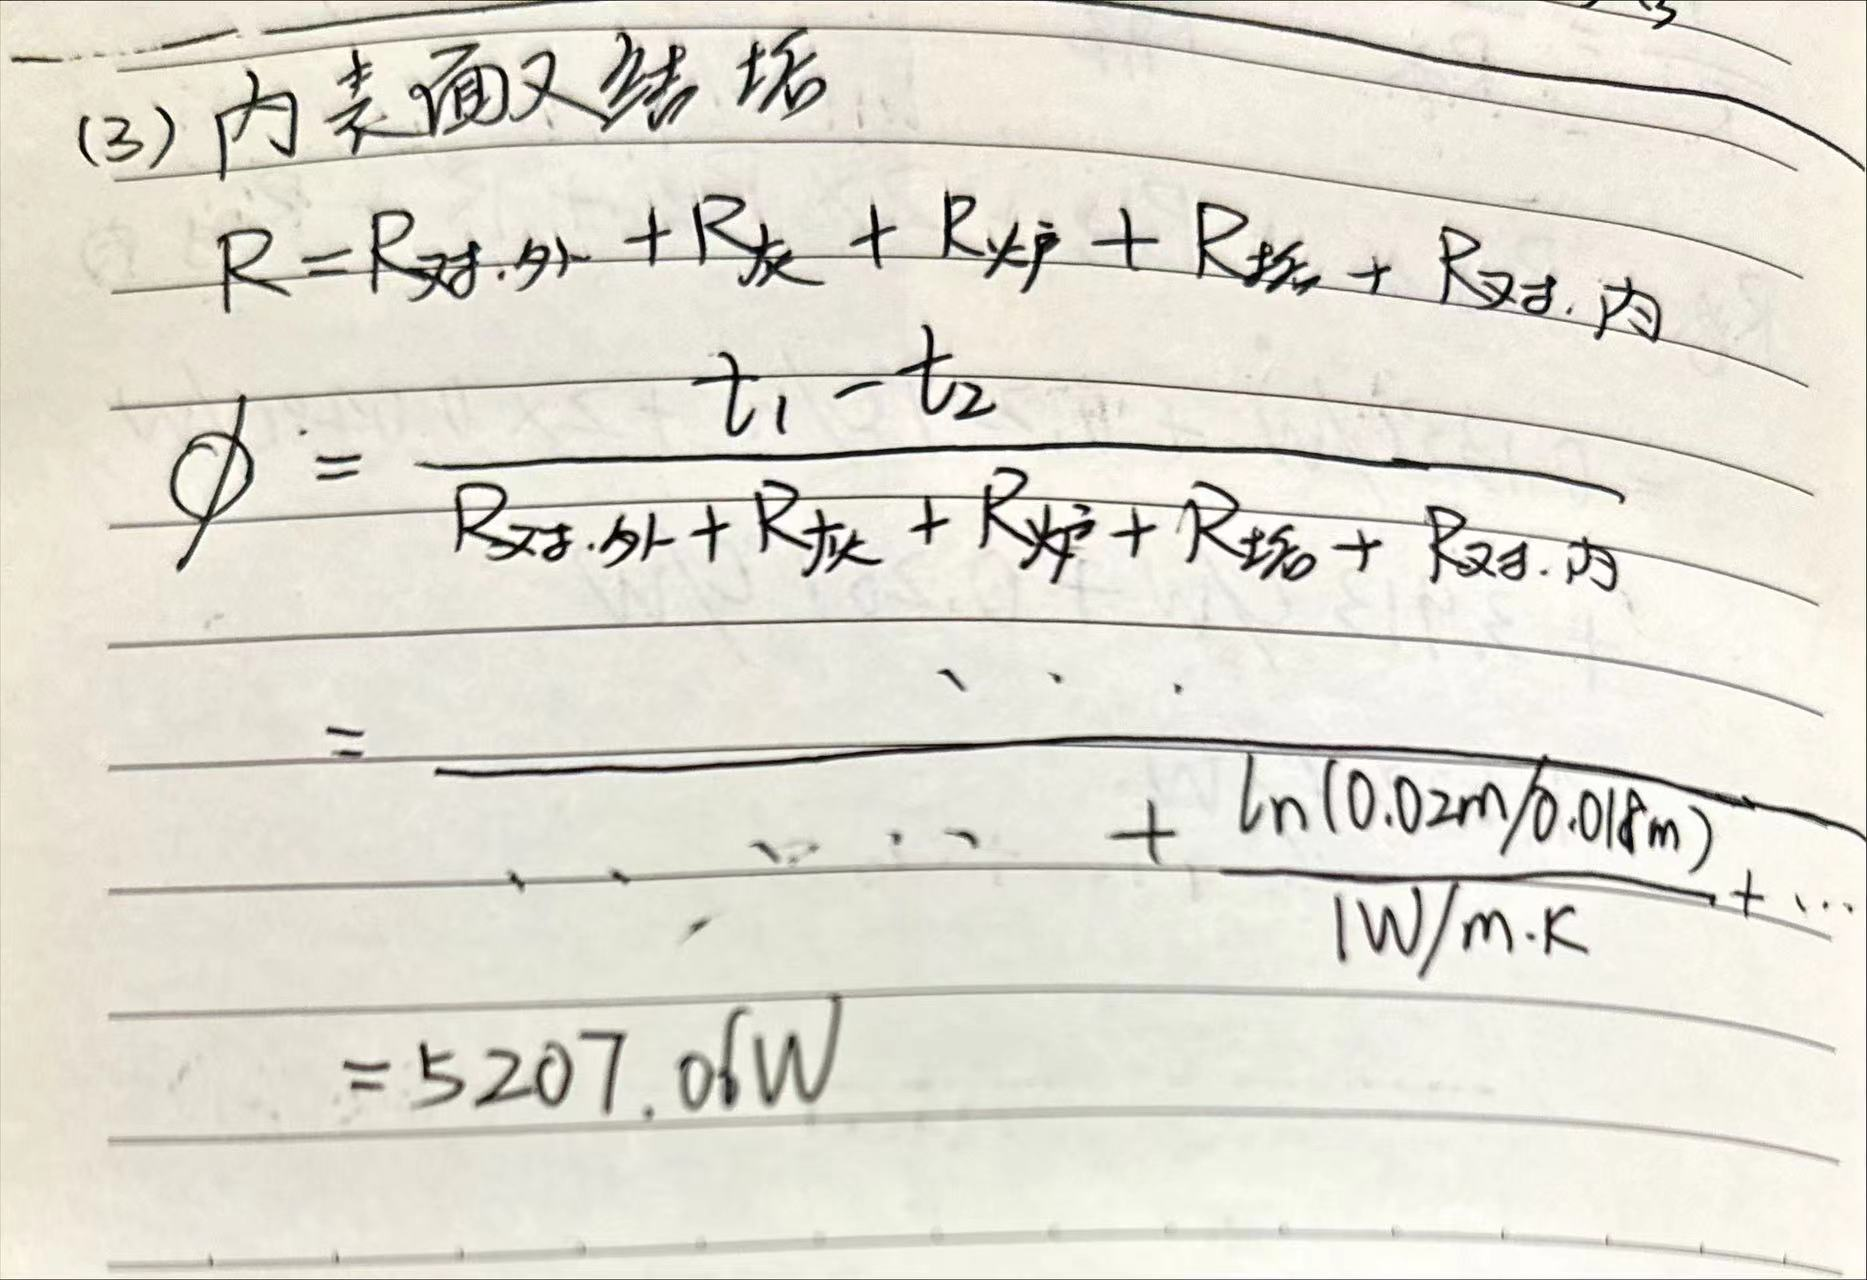 (3) 内表面又结垢
R = R对.外 + R灰 + R炉 + R垢 + R对.内
ϕ = (t₁ - t₂) / (R对.外 + R灰 + R炉 + R垢 + R对.内)
= ... / (... + ln(0.02m/0.018m) / 1W/m.K + ...)
= 5207.06W